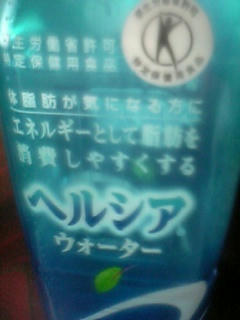 厚生労働省許可
特定保健用食品
体脂肪が気になる方に
エネルギーとして脂肪を
消費しやすくする
ヘルシア
ウォーター